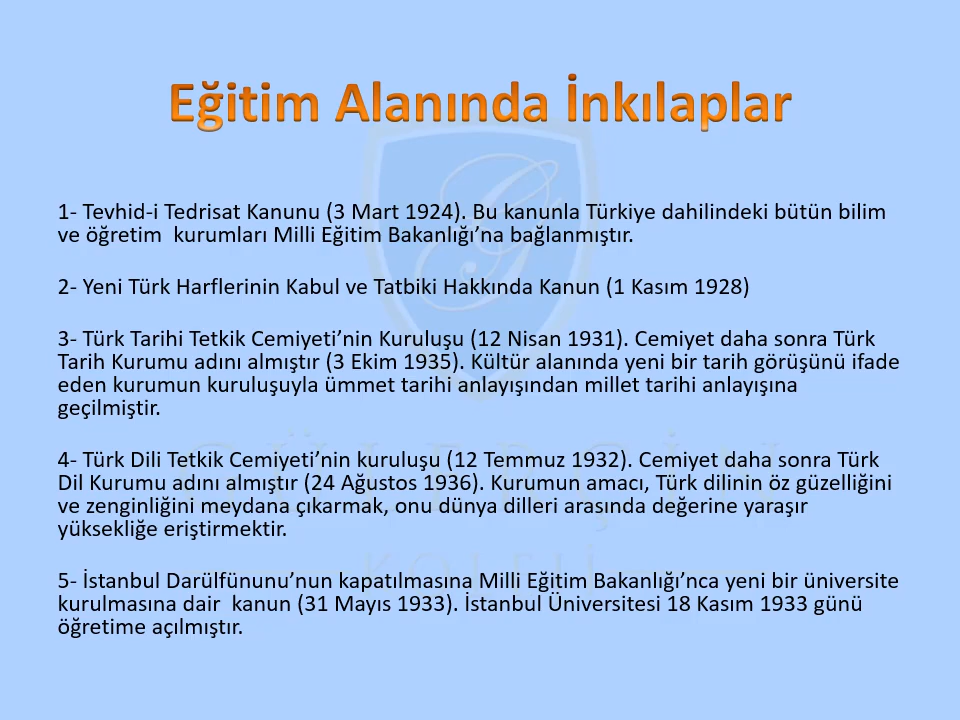 Eğitim Alanında İnkılaplar
1- Tevhid-i Tedrisat Kanunu (3 Mart 1924). Bu kanunla Türkiye dahilindeki bütün bilim
ve öğretim  kurumları Milli Eğitim Bakanlığı’na bağlanmıştır.
2- Yeni Türk Harflerinin Kabul ve Tatbiki Hakkında Kanun (1 Kasım 1928)
3- Türk Tarihi Tetkik Cemiyeti’nin Kuruluşu (12 Nisan 1931). Cemiyet daha sonra Türk
Tarih Kurumu adını almıştır (3 Ekim 1935). Kültür alanında yeni bir tarih görüşünü ifade
eden kurumun kuruluşuyla ümmet tarihi anlayışından millet tarihi anlayışına
geçilmiştir.
4- Türk Dili Tetkik Cemiyeti’nin kuruluşu (12 Temmuz 1932). Cemiyet daha sonra Türk
Dil Kurumu adını almıştır (24 Ağustos 1936). Kurumun amacı, Türk dilinin öz güzelliğini
ve zenginliğini meydana çıkarmak, onu dünya dilleri arasında değerine yaraşır
yüksekliğe eriştirmektir.
5- İstanbul Darülfünunu’nun kapatılmasına Milli Eğitim Bakanlığı’nca yeni bir üniversite
kurulmasına dair  kanun (31 Mayıs 1933). İstanbul Üniversitesi 18 Kasım 1933 günü
öğretime açılmıştır.